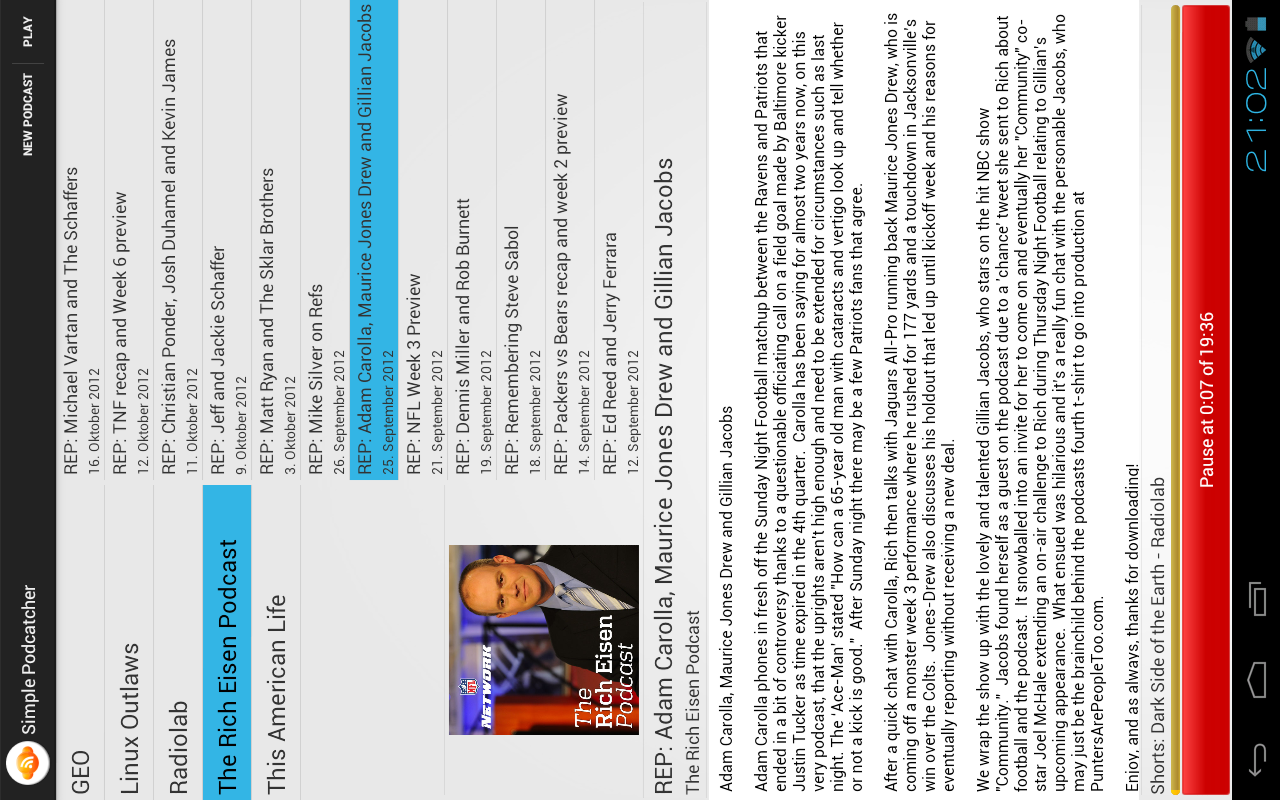 Simple Podcatcher
NEW PODCAST
PLAY
GEO
Linux Outlaws
Radiolab
The Rich Eisen Podcast
This American Life
NFL
NETWORK
The
Rich Eisen
Podcast
REP: Michael Vartan and The Schaffers
16. Oktober 2012
REP: TNF recap and Week 6 preview
12. Oktober 2012
REP: Christian Ponder, Josh Duhamel and Kevin James
11. Oktober 2012
REP: Jeff and Jackie Schaffer
9. Oktober 2012
REP: Matt Ryan and The Sklar Brothers
3. Oktober 2012
REP: Mike Silver on Refs
26. September 2012
REP: Adam Carolla, Maurice Jones Drew and Gillian Jacobs
25. September 2012
REP: NFL Week 3 Preview
21. September 2012
REP: Dennis Miller and Rob Burnett
19. September 2012
REP: Remembering Steve Sabol
18. September 2012
REP: Packers vs Bears recap and week 2 preview
14. September 2012
REP: Ed Reed and Jerry Ferrara
12. September 2012
REP: Adam Carolla, Maurice Jones Drew and Gillian Jacobs
The Rich Eisen Podcast
Adam Carolla, Maurice Jones Drew and Gillian Jacobs
Adam Carolla phones in fresh off the Sunday Night Football matchup between the Ravens and Patriots that
ended in a bit of controversy thanks to a questionable officiating call on a field goal made by Baltimore kicker
Justin Tucker as time expired in the 4th quarter.  Carolla has been saying for almost two years now, on this
very podcast, that the uprights aren't high enough and need to be extended for circumstances such as last
night. The 'Ace-Man' stated "How can a 65-year old man with cataracts and vertigo look up and tell whether
or not a kick is good."  After Sunday night there may be a few Patriots fans that agree.
After a quick chat with Carolla, Rich then talks with Jaguars All-Pro running back Maurice Jones Drew, who is
coming off a monster week 3 performance where he rushed for 177 yards and a touchdown in Jacksonville's
win over the Colts.  Jones-Drew also discusses his holdout that led up until kickoff week and his reasons for
eventually reporting without receiving a new deal.
We wrap the show up with the lovely and talented Gillian Jacobs, who stars on the hit NBC show
"Community."  Jacobs found herself as a guest on the podcast due to a 'chance' tweet she sent to Rich about
football and the podcast.  It snowballed into an invite for her to come on and eventually her "Community" co-
star Joel McHale extending an on-air challenge to Rich during Thursday Night Football relating to Gillian's
upcoming appearance.  What ensued was hilarious and it's a really fun chat with the personable Jacobs, who
may just be the brainchild behind the podcasts fourth t-shirt to go into production at
PuntersArePeopleToo.com.
Enjoy, and as always, thanks for downloading!
Shorts: Dark Side of the Earth - Radiolab
Pause at 0:07 of 19:36
2 21:02